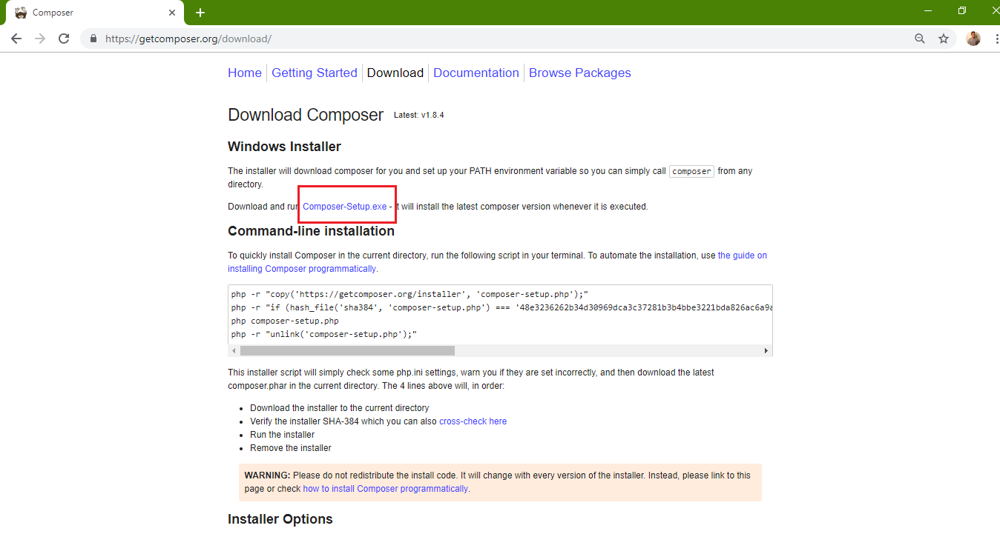 Composer
https://getcomposer.org/download/
Home Getting Started Download Documentation Browse Packages
Download Composer Latest: v1.8.4
Windows Installer
The installer will download composer for you and set up your PATH environment variable so you can simply call composer from any
directory.
Download and run Composer-Setup.exe - it will install the latest composer version whenever it is executed.
Command-line installation
To quickly install Composer in the current directory, run the following script in your terminal. To automate the installation, use the guide on
installing Composer programmatically.
php -r "copy('https://getcomposer.org/installer', 'composer-setup.php');"
php -r "if (hash_file('sha384', 'composer-setup.php') === '48e3236262b34d30969dca3c37281b3b4bbe3221bda826ac6a9a
php composer-setup.php
php -r "unlink('composer-setup.php');"
This installer script will simply check some php.ini settings, warn you if they are set incorrectly, and then download the latest
composer.phar in the current directory. The 4 lines above will, in order:
• Download the installer to the current directory
• Verify the installer SHA-384 which you can also cross-check here
• Run the installer
• Remove the installer
WARNING: Please do not redistribute the install code. It will change with every version of the installer. Instead, please link to this
page or check how to install Composer programmatically.
Installer Options